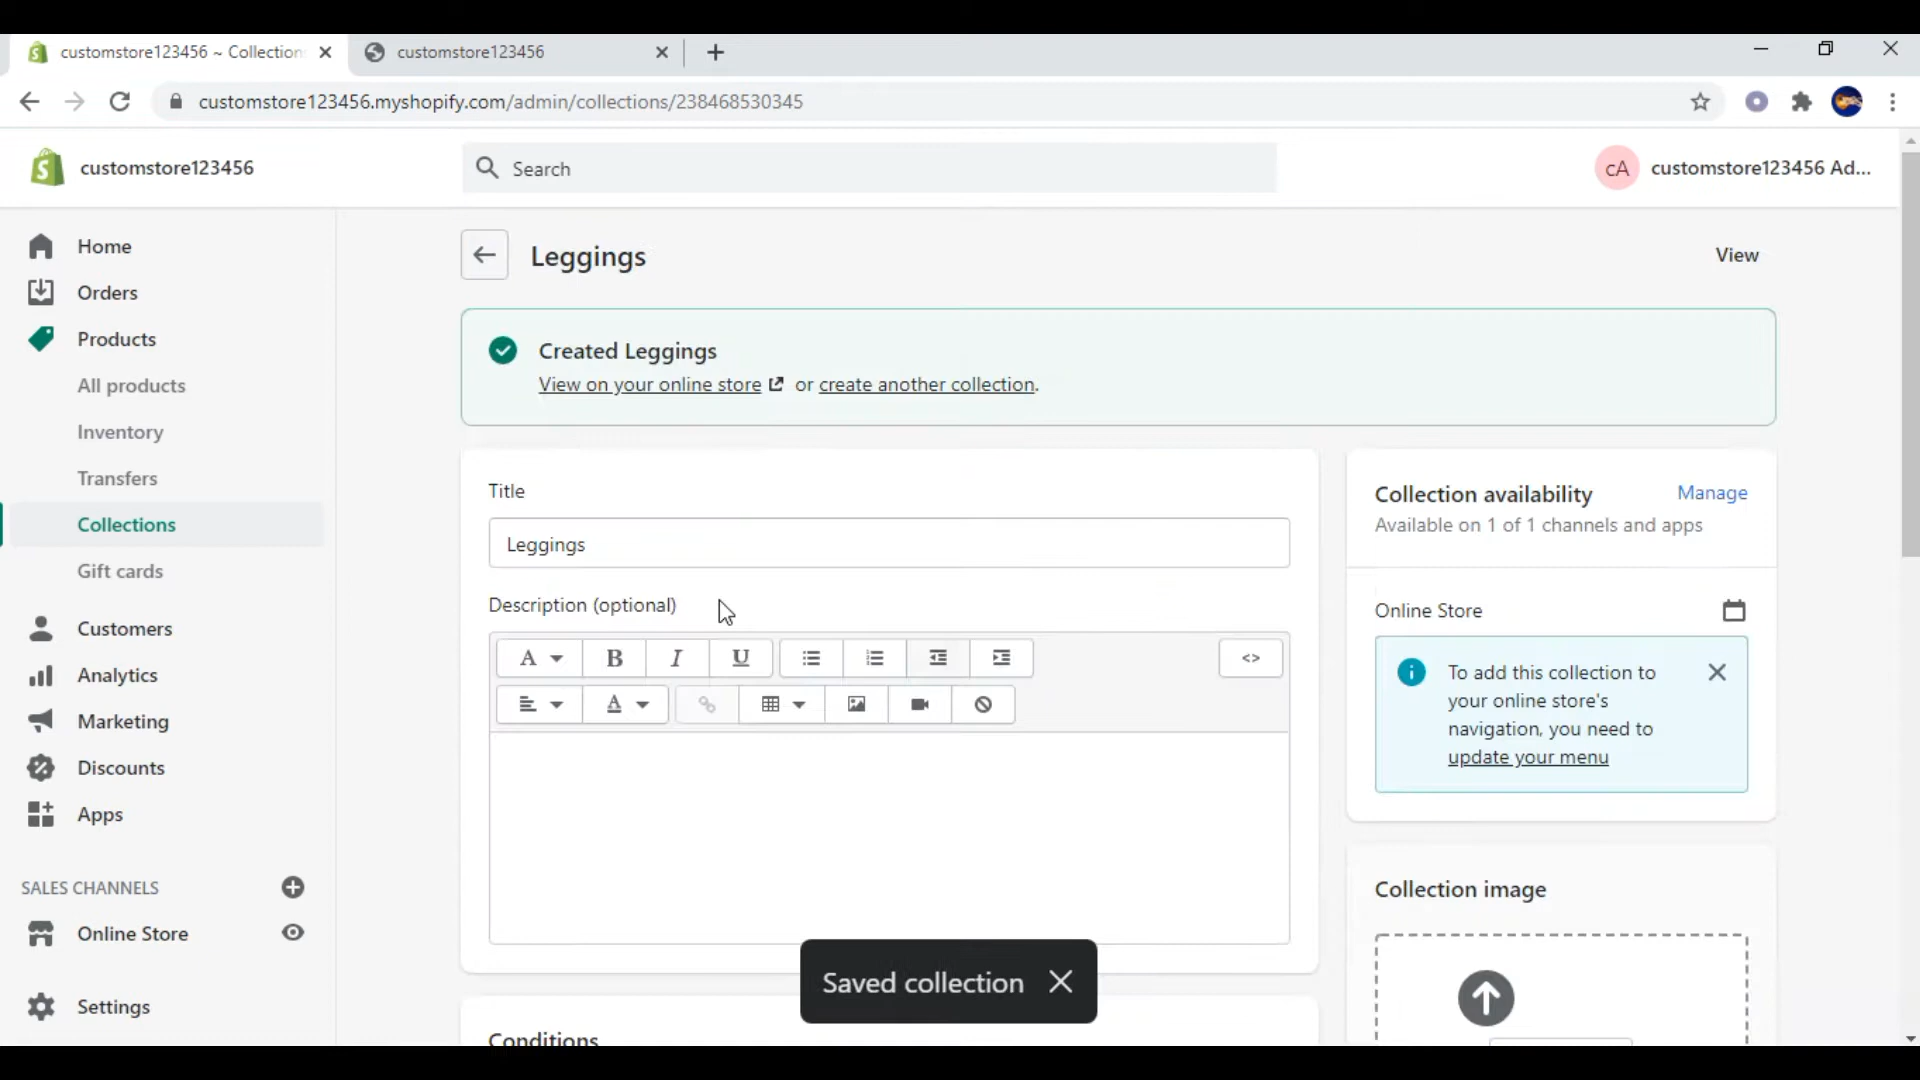 customstore123456 ~ Collection
customstore123456
customstore123456.myshopify.com/admin/collections/238468530345
customstore123456
Search
cA
customstore123456 Ad...
Home
Orders
Products
All products
Inventory
Transfers
Collections
Gift cards
Customers
Analytics
Marketing
Discounts
Apps
SALES CHANNELS
Online Store
Settings
Leggings
View
Created Leggings
View on your online store or create another collection.
Title
Leggings
Description (optional)
A B I U <>
A
Conditions
Collection availability
Manage
Available on 1 of 1 channels and apps
Online Store
To add this collection to
your online store's
navigation, you need to
update your menu
Collection image
Saved collection